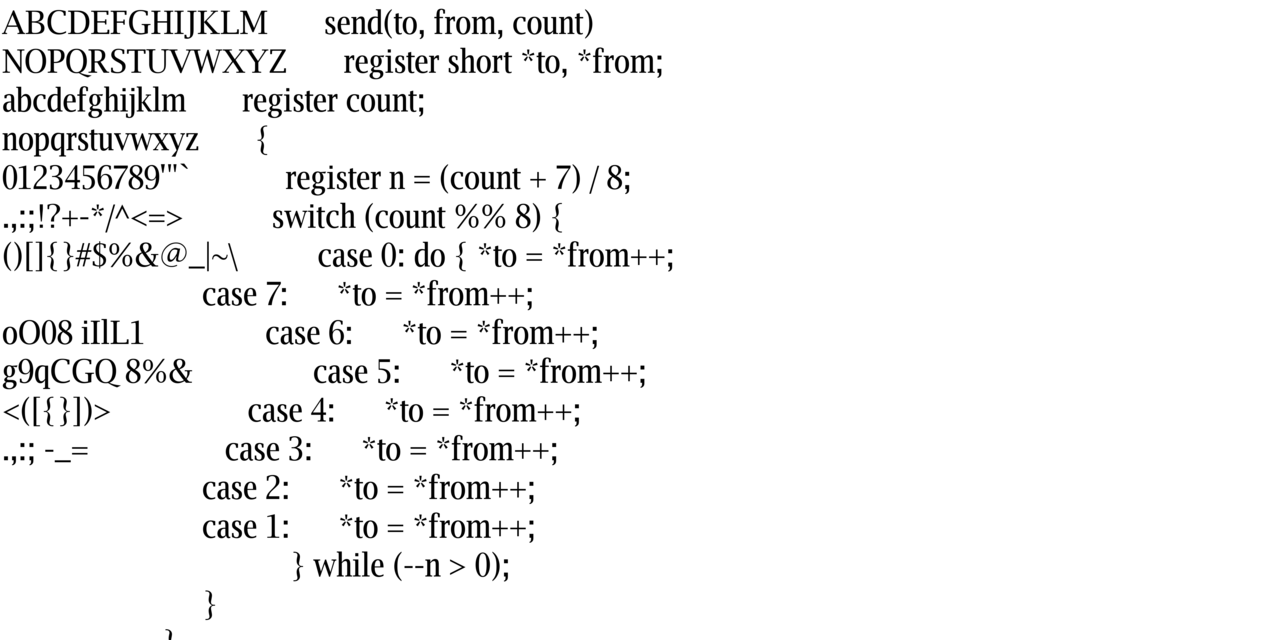 ABCDEFGHIJKLM send(to, from, count)
NOPQRSTUVWXYZ register short *to, *from;
abcdefghijklm register count;
nopqrstuvwxyz {
0123456789'"` register n = (count + 7) / 8;
.,:;!?+-*/^<=> switch (count %% 8) {
()[]{}#$%&@_|~\ case 0: do { *to = *from++;
case 7: *to = *from++;
oO08 iIlL1 case 6: *to = *from++;
g9qCGQ 8%& case 5: *to = *from++;
<([{}])> case 4: *to = *from++;
.,:; -_= case 3: *to = *from++;
case 2: *to = *from++;
case 1: *to = *from++;
} while (--n > 0);
}
}